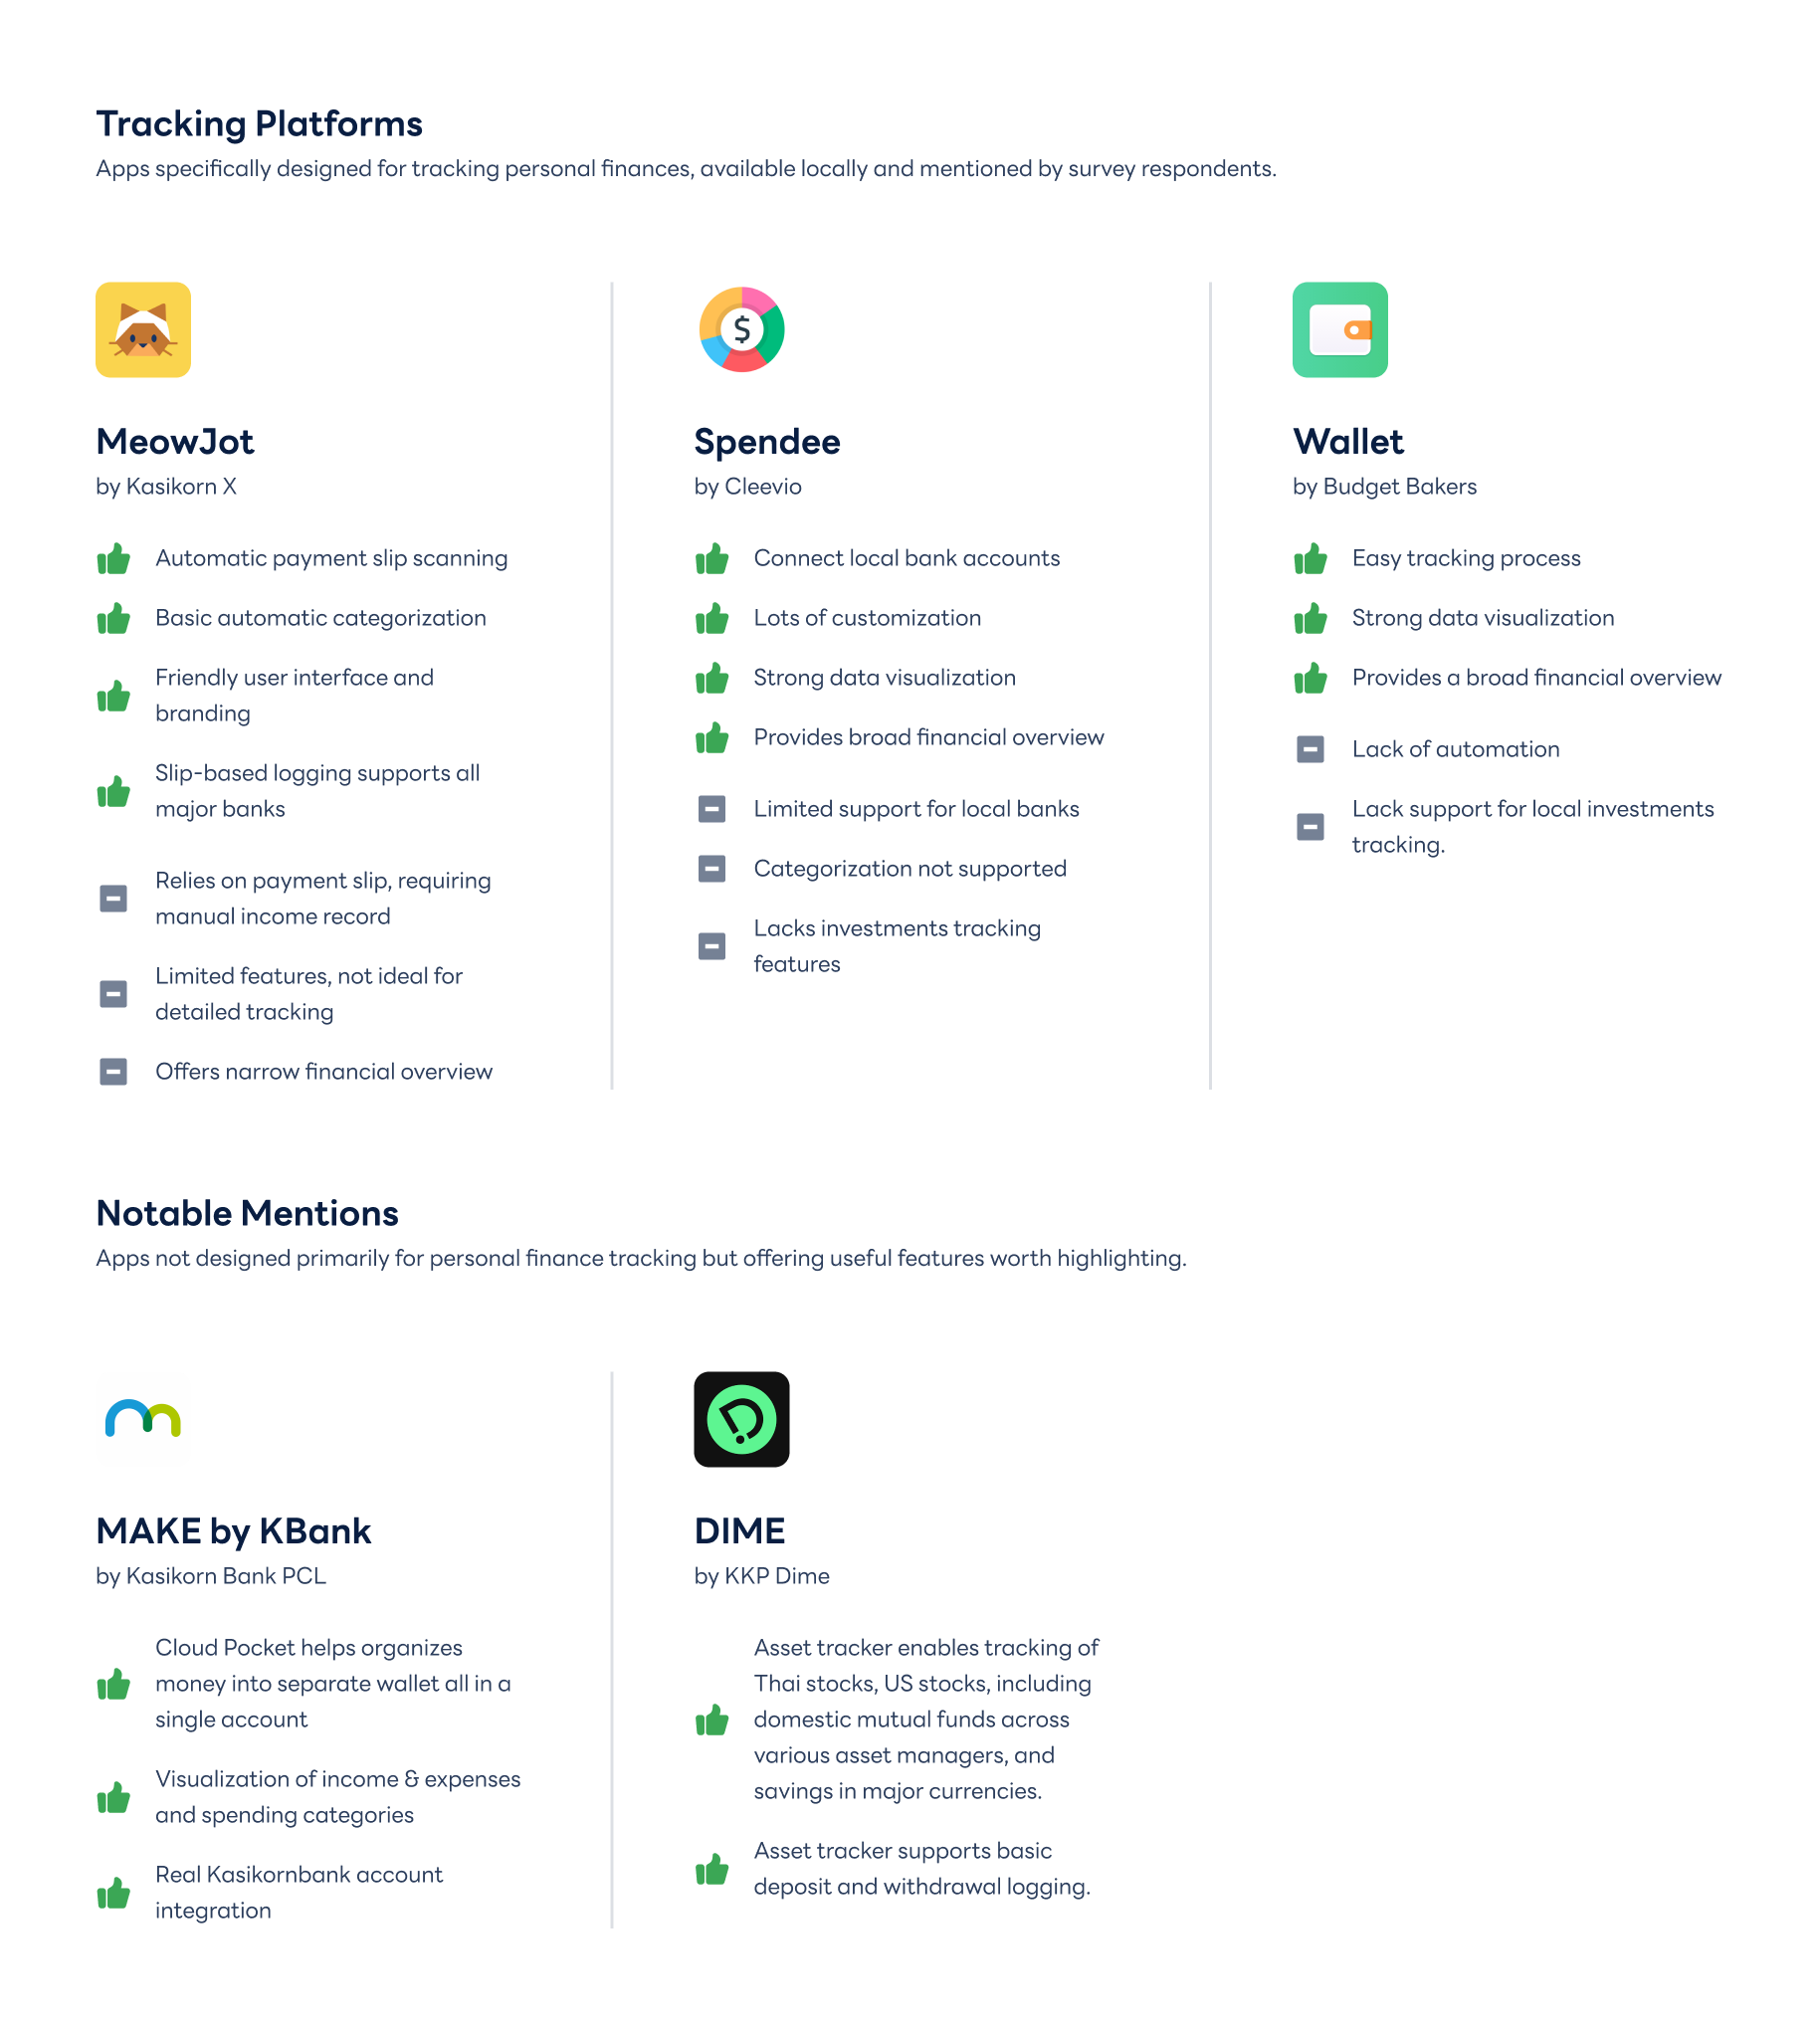 Tracking Platforms
Apps specifically designed for tracking personal finances, available locally and mentioned by survey respondents.
MeowJot
by Kasikorn X
Automatic payment slip scanning
Basic automatic categorization
Friendly user interface and
branding
Slip-based logging supports all
major banks
Relies on payment slip, requiring
manual income record
Limited features, not ideal for
detailed tracking
Offers narrow financial overview
$
Spendee
by Cleevio
Connect local bank accounts
Lots of customization
Strong data visualization
Provides broad financial overview
Limited support for local banks
Categorization not supported
Lacks investments tracking
features
Wallet
by Budget Bakers
Easy tracking process
Strong data visualization
Provides a broad financial overview
Lack of automation
Lack support for local investments
tracking.
Notable Mentions
Apps not designed primarily for personal finance tracking but offering useful features worth highlighting.
MAKE by KBank
by Kasikorn Bank PCL
Cloud Pocket helps organizes
money into separate wallet all in a
single account
Visualization of income & expenses
and spending categories
Real Kasikornbank account
integration
DIME
by KKP Dime
Asset tracker enables tracking of
Thai stocks, US stocks, including
domestic mutual funds across
various asset managers, and
savings in major currencies.
Asset tracker supports basic
deposit and withdrawal logging.